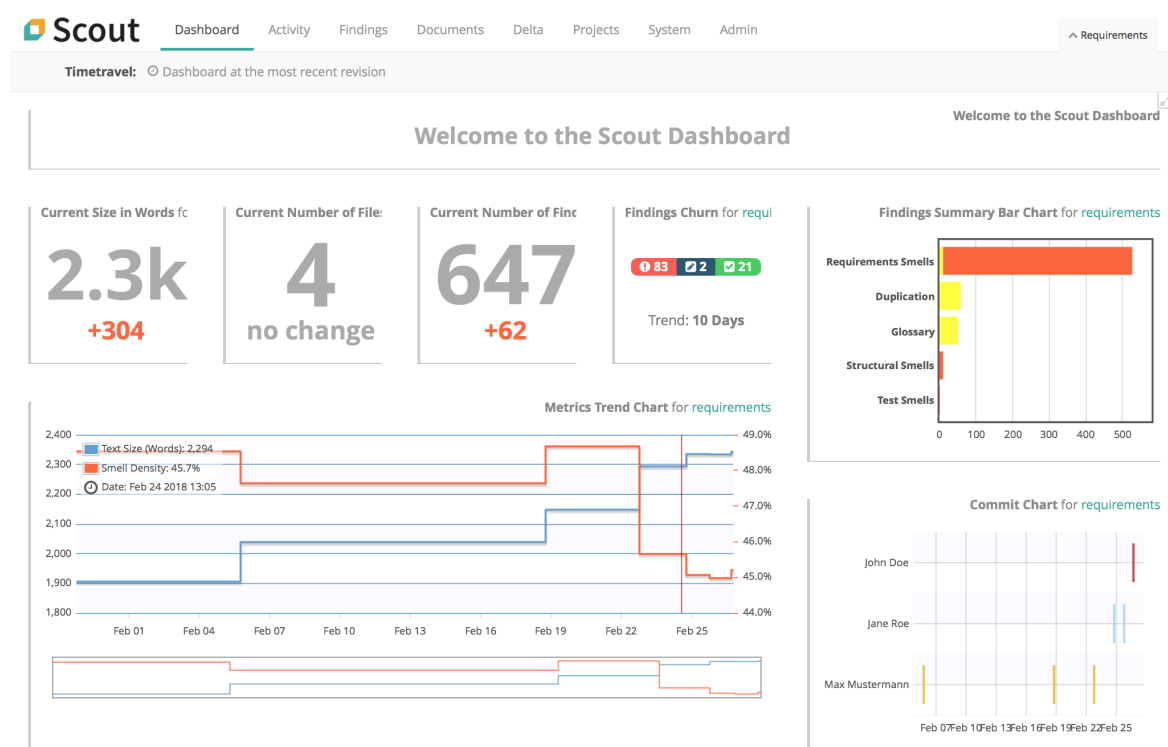 Scout Dashboard Activity Findings Documents Delta Projects System Admin Requirements
Timetravel: Dashboard at the most recent revision
Welcome to the Scout Dashboard
Welcome to the Scout Dashboard
Current Size in Words fo
2.3k
+304
Current Number of File
4
no change
Current Number of Find
647
+62
Findings Churn for requi
83 2 21
Trend: 10 Days
Findings Summary Bar Chart for requirements
Requirements Smells
Duplication
Glossary
Structural Smells
Test Smells
0 100 200 300 400 500
Metrics Trend Chart for requirements
Text Size (Words): 2,294
Smell Density: 45.7%
Date: Feb 24 2018 13:05
2,400
2,300
2,200
2,100
2,000
1,900
1,800
49.0%
48.0%
47.0%
46.0%
45.0%
44.0%
Feb 01 Feb 04 Feb 07 Feb 10 Feb 13 Feb 16 Feb 19 Feb 22 Feb 25
Commit Chart for requirements
John Doe
Jane Roe
Max Mustermann
Feb 07 Feb 10 Feb 13 Feb 16 Feb 19 Feb 22 Feb 25